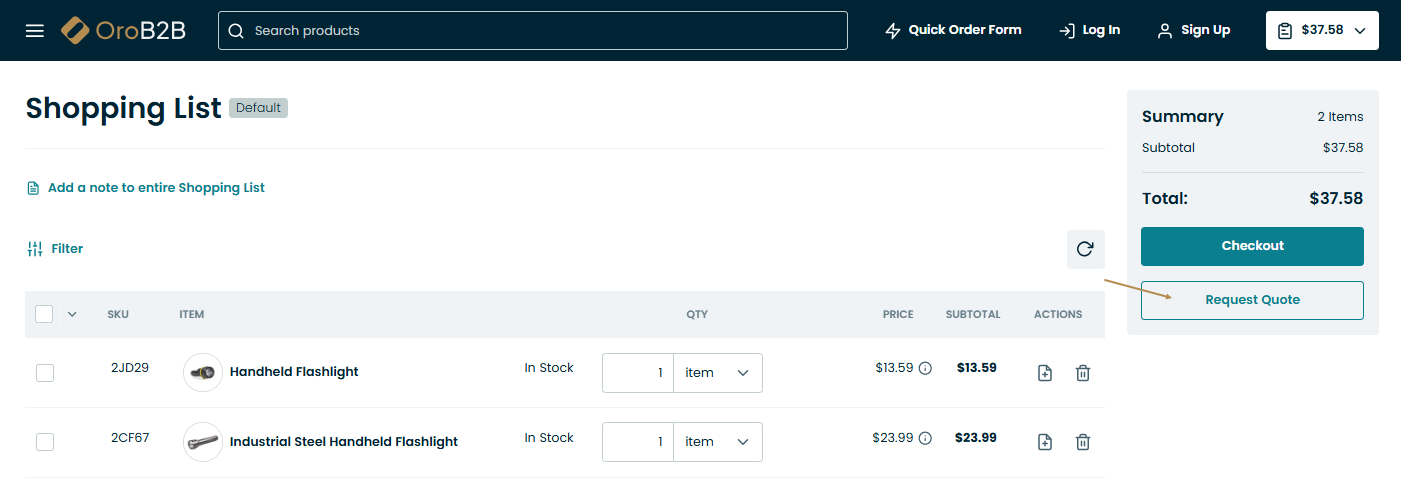 OroB2B
Search products
Quick Order Form
Log In
Sign Up
$37.58
Shopping List Default
Add a note to entire Shopping List
Filter
SKU ITEM QTY PRICE SUBTOTAL ACTIONS
2JD29 Handheld Flashlight In Stock 1 item $13.59 $13.59
2CF67 Industrial Steel Handheld Flashlight In Stock 1 item $23.99 $23.99
Summary 2 Items
Subtotal $37.58
Total: $37.58
Checkout
Request Quote